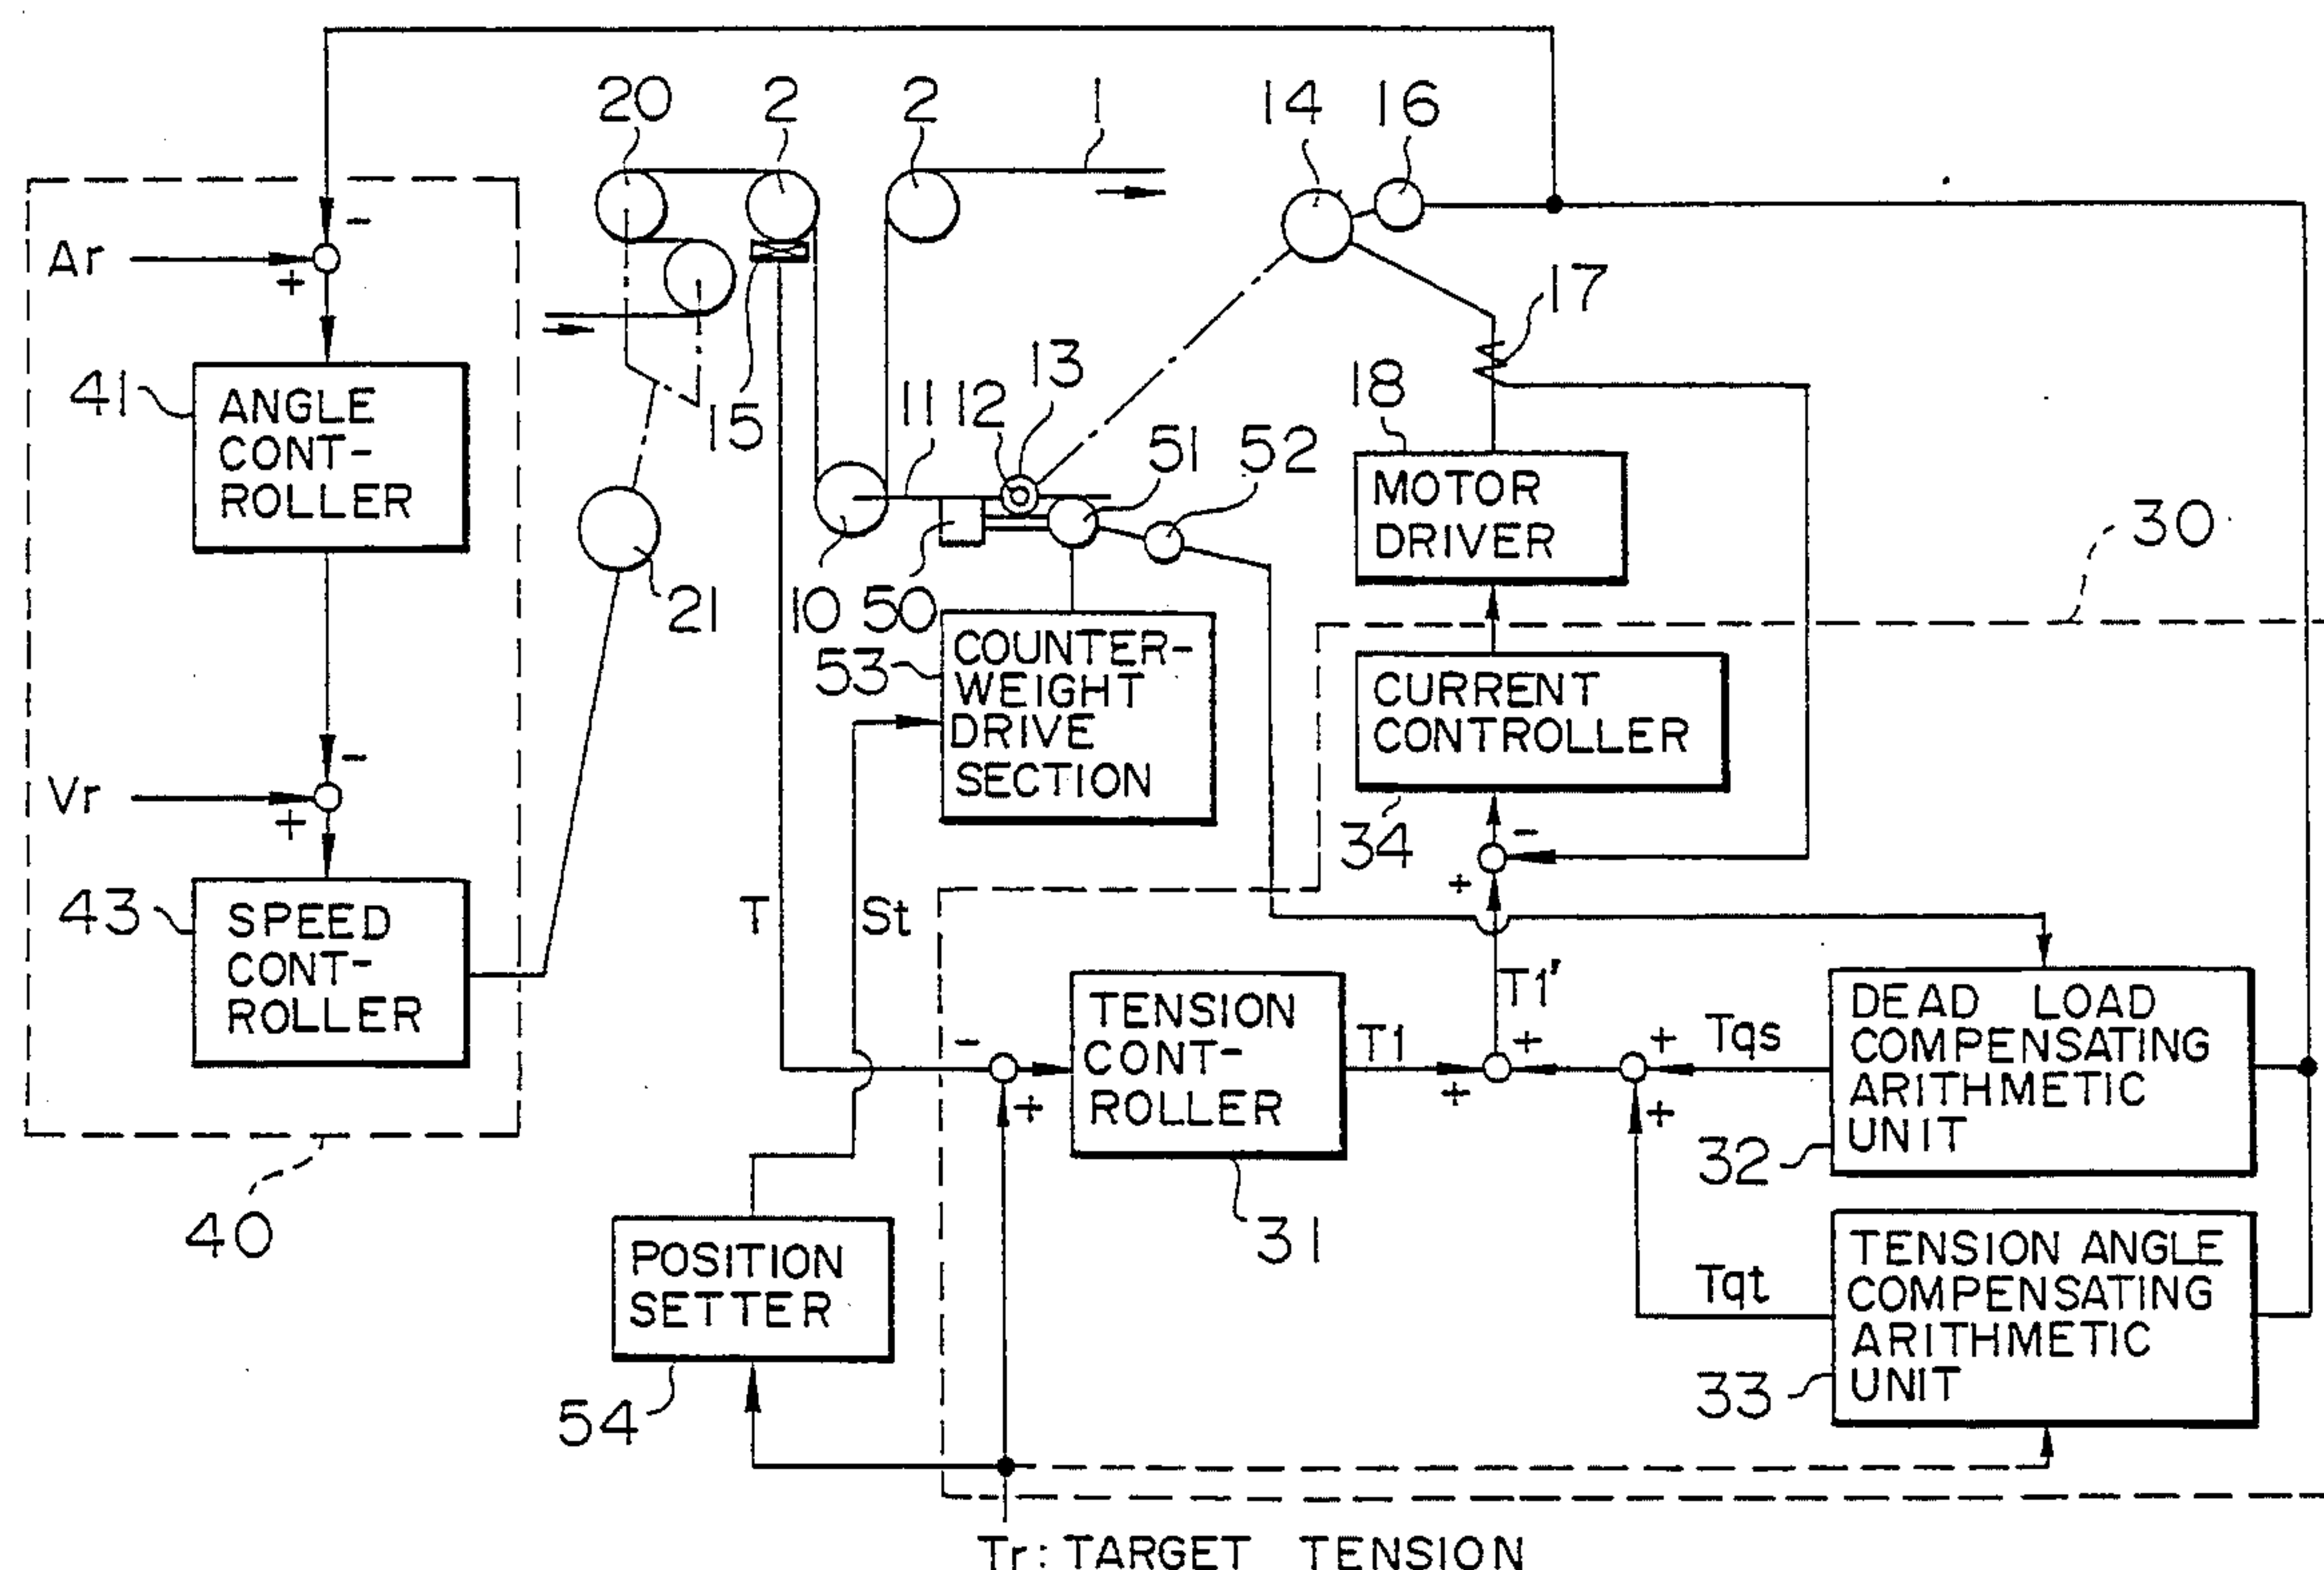 20
2
2
1
14
16
Ar
-
+
17
41
ANGLE
CONT-
ROLLER
15
11
12
13
18
51
52
MOTOR
DRIVER
30
21
10
50
53
COUNTER-
WEIGHT
DRIVE
SECTION
CURRENT
CONTROLLER
34
-
+
Vr
-
+
43
SPEED
CONT-
ROLLER
T
St
T1'
TENSION
CONT-
ROLLER
31
-
+
T1
+
+
+
+
Tqs
DEAD LOAD
COMPENSATING
ARITHMETIC
UNIT
32
40
POSITION
SETTER
54
Tqt
TENSION ANGLE
COMPENSATING
ARITHMETIC
UNIT
33
Tr: TARGET TENSION